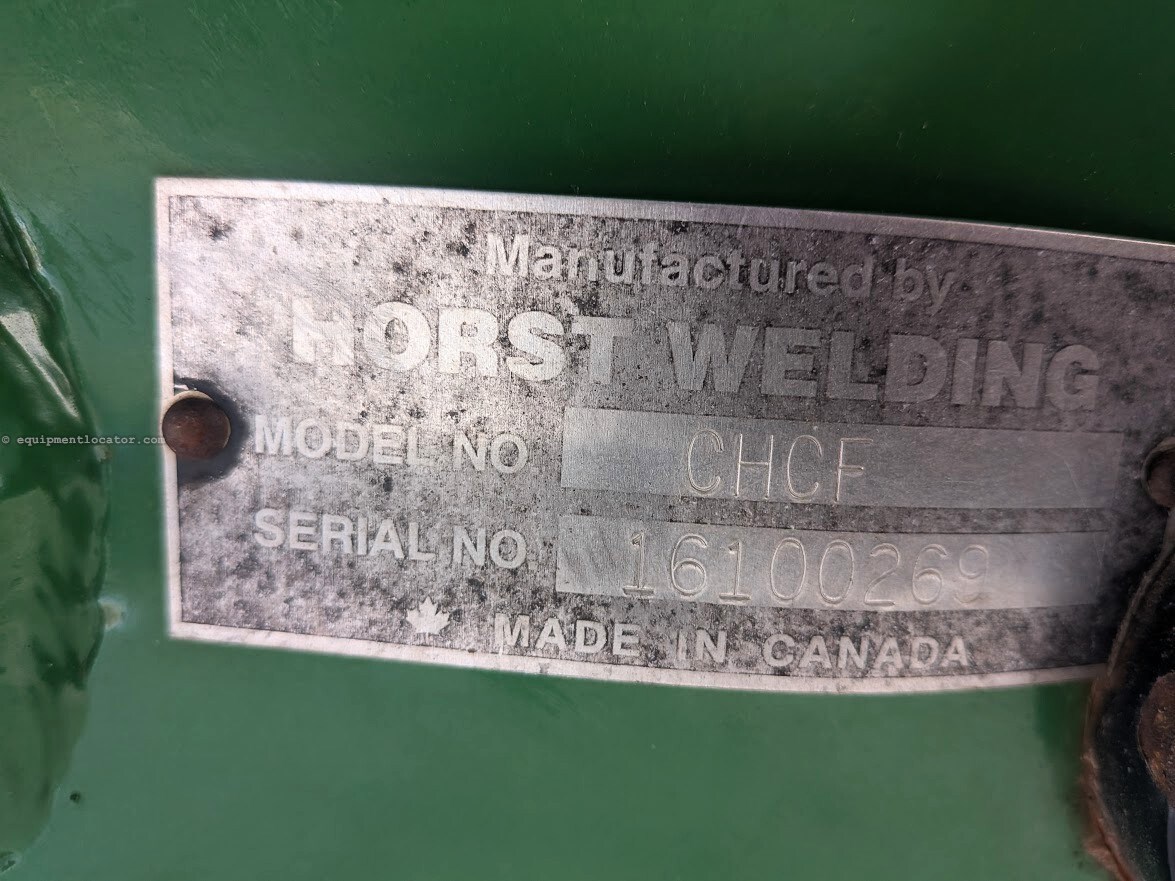 Manufactured by
HORST WELDING
MODEL NO CHCF
© equipmentlocator.com
SERIAL NO 16100269
MADE IN CANADA